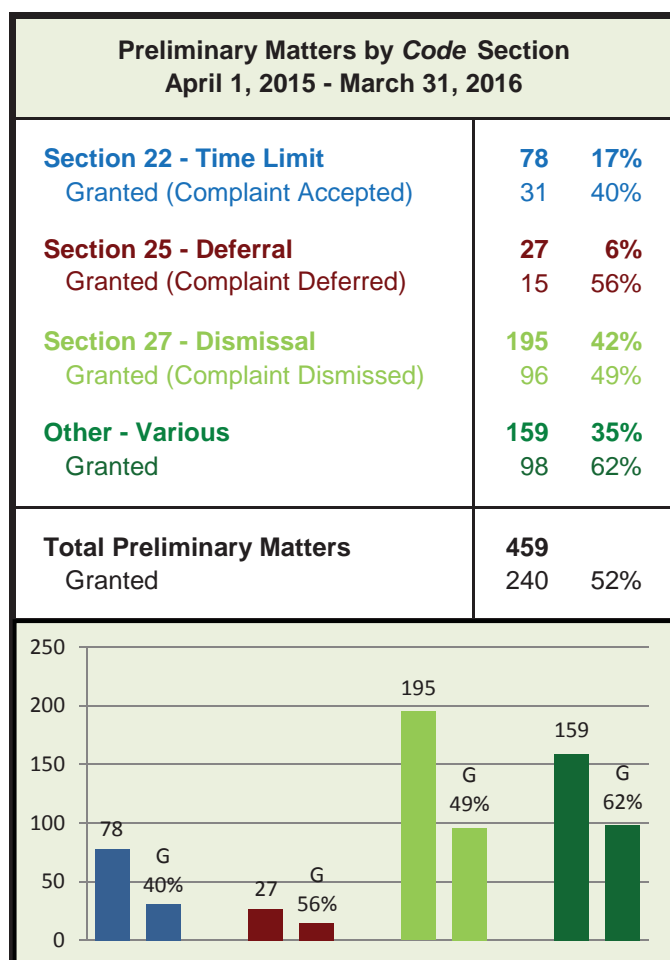 Preliminary Matters by Code Section
April 1, 2015 - March 31, 2016
Section 22 - Time Limit 78 17%
Granted (Complaint Accepted) 31 40%
Section 25 - Deferral 27 6%
Granted (Complaint Deferred) 15 56%
Section 27 - Dismissal 195 42%
Granted (Complaint Dismissed) 96 49%
Other - Various 159 35%
Granted 98 62%
Total Preliminary Matters 459
Granted 240 52%
250
200
150
100
50
0
78
G
40%
27
G
56%
195
G
49%
159
G
62%